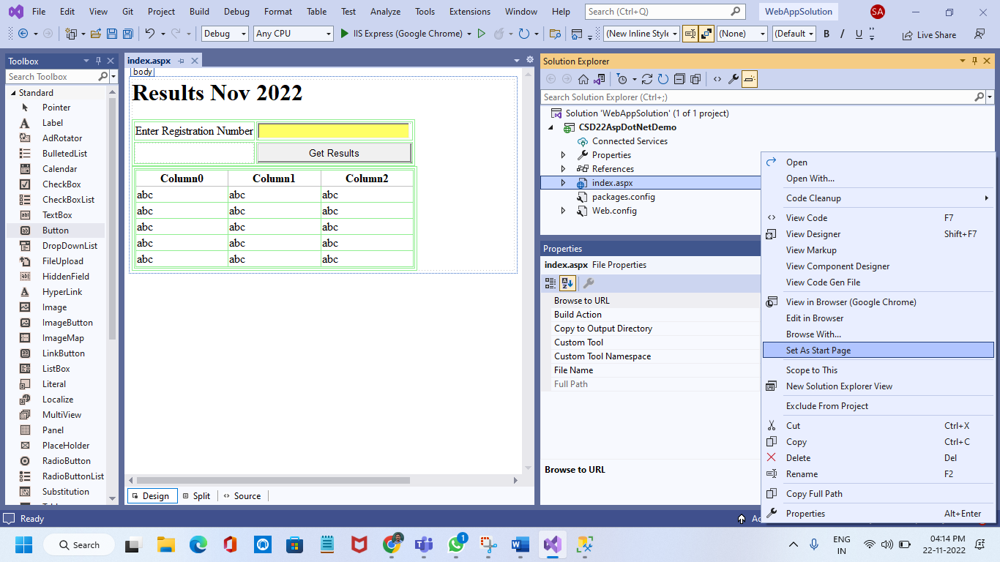 File Edit View Git Project Build Debug Format Table Test Analyze Tools Extensions Window Help Search (Ctrl+Q) WebAppSolution SA
Debug Any CPU IIS Express (Google Chrome) (New Inline Style (None) (Default B I U Live Share
Toolbox
Search Toolbox
Standard
Pointer
Label
AdRotator
BulletedList
Calendar
CheckBox
CheckBoxList
TextBox
Button
DropDownList
FileUpload
HiddenField
HyperLink
Image
ImageButton
ImageMap
LinkButton
ListBox
Literal
Localize
MultiView
Panel
PlaceHolder
RadioButton
RadioButtonList
Substitution
index.aspx
body
Results Nov 2022
Enter Registration Number
Get Results
Column0 Column1 Column2
abc abc abc
abc abc abc
abc abc abc
abc abc abc
abc abc abc
Design Split Source
Solution Explorer
Search Solution Explorer (Ctrl+;)
Solution 'WebAppSolution' (1 of 1 project)
CSD22AspDotNetDemo
Connected Services
Properties
References
index.aspx
packages.config
Web.config
Properties
index.aspx File Properties
Browse to URL
Build Action
Copy to Output Directory
Custom Tool
Custom Tool Namespace
File Name
Full Path
Browse to URL
Open
Open With...
Code Cleanup
View Code F7
View Designer Shift+F7
View Markup
View Component Designer
View Code Gen File
View in Browser (Google Chrome)
Edit in Browser
Browse With...
Set As Start Page
Scope to This
New Solution Explorer View
Exclude From Project
Cut Ctrl+X
Copy Ctrl+C
Delete Del
Rename F2
Copy Full Path
Properties Alt+Enter
Ready
Search 1 ENG
IN
04:14 PM
22-11-2022